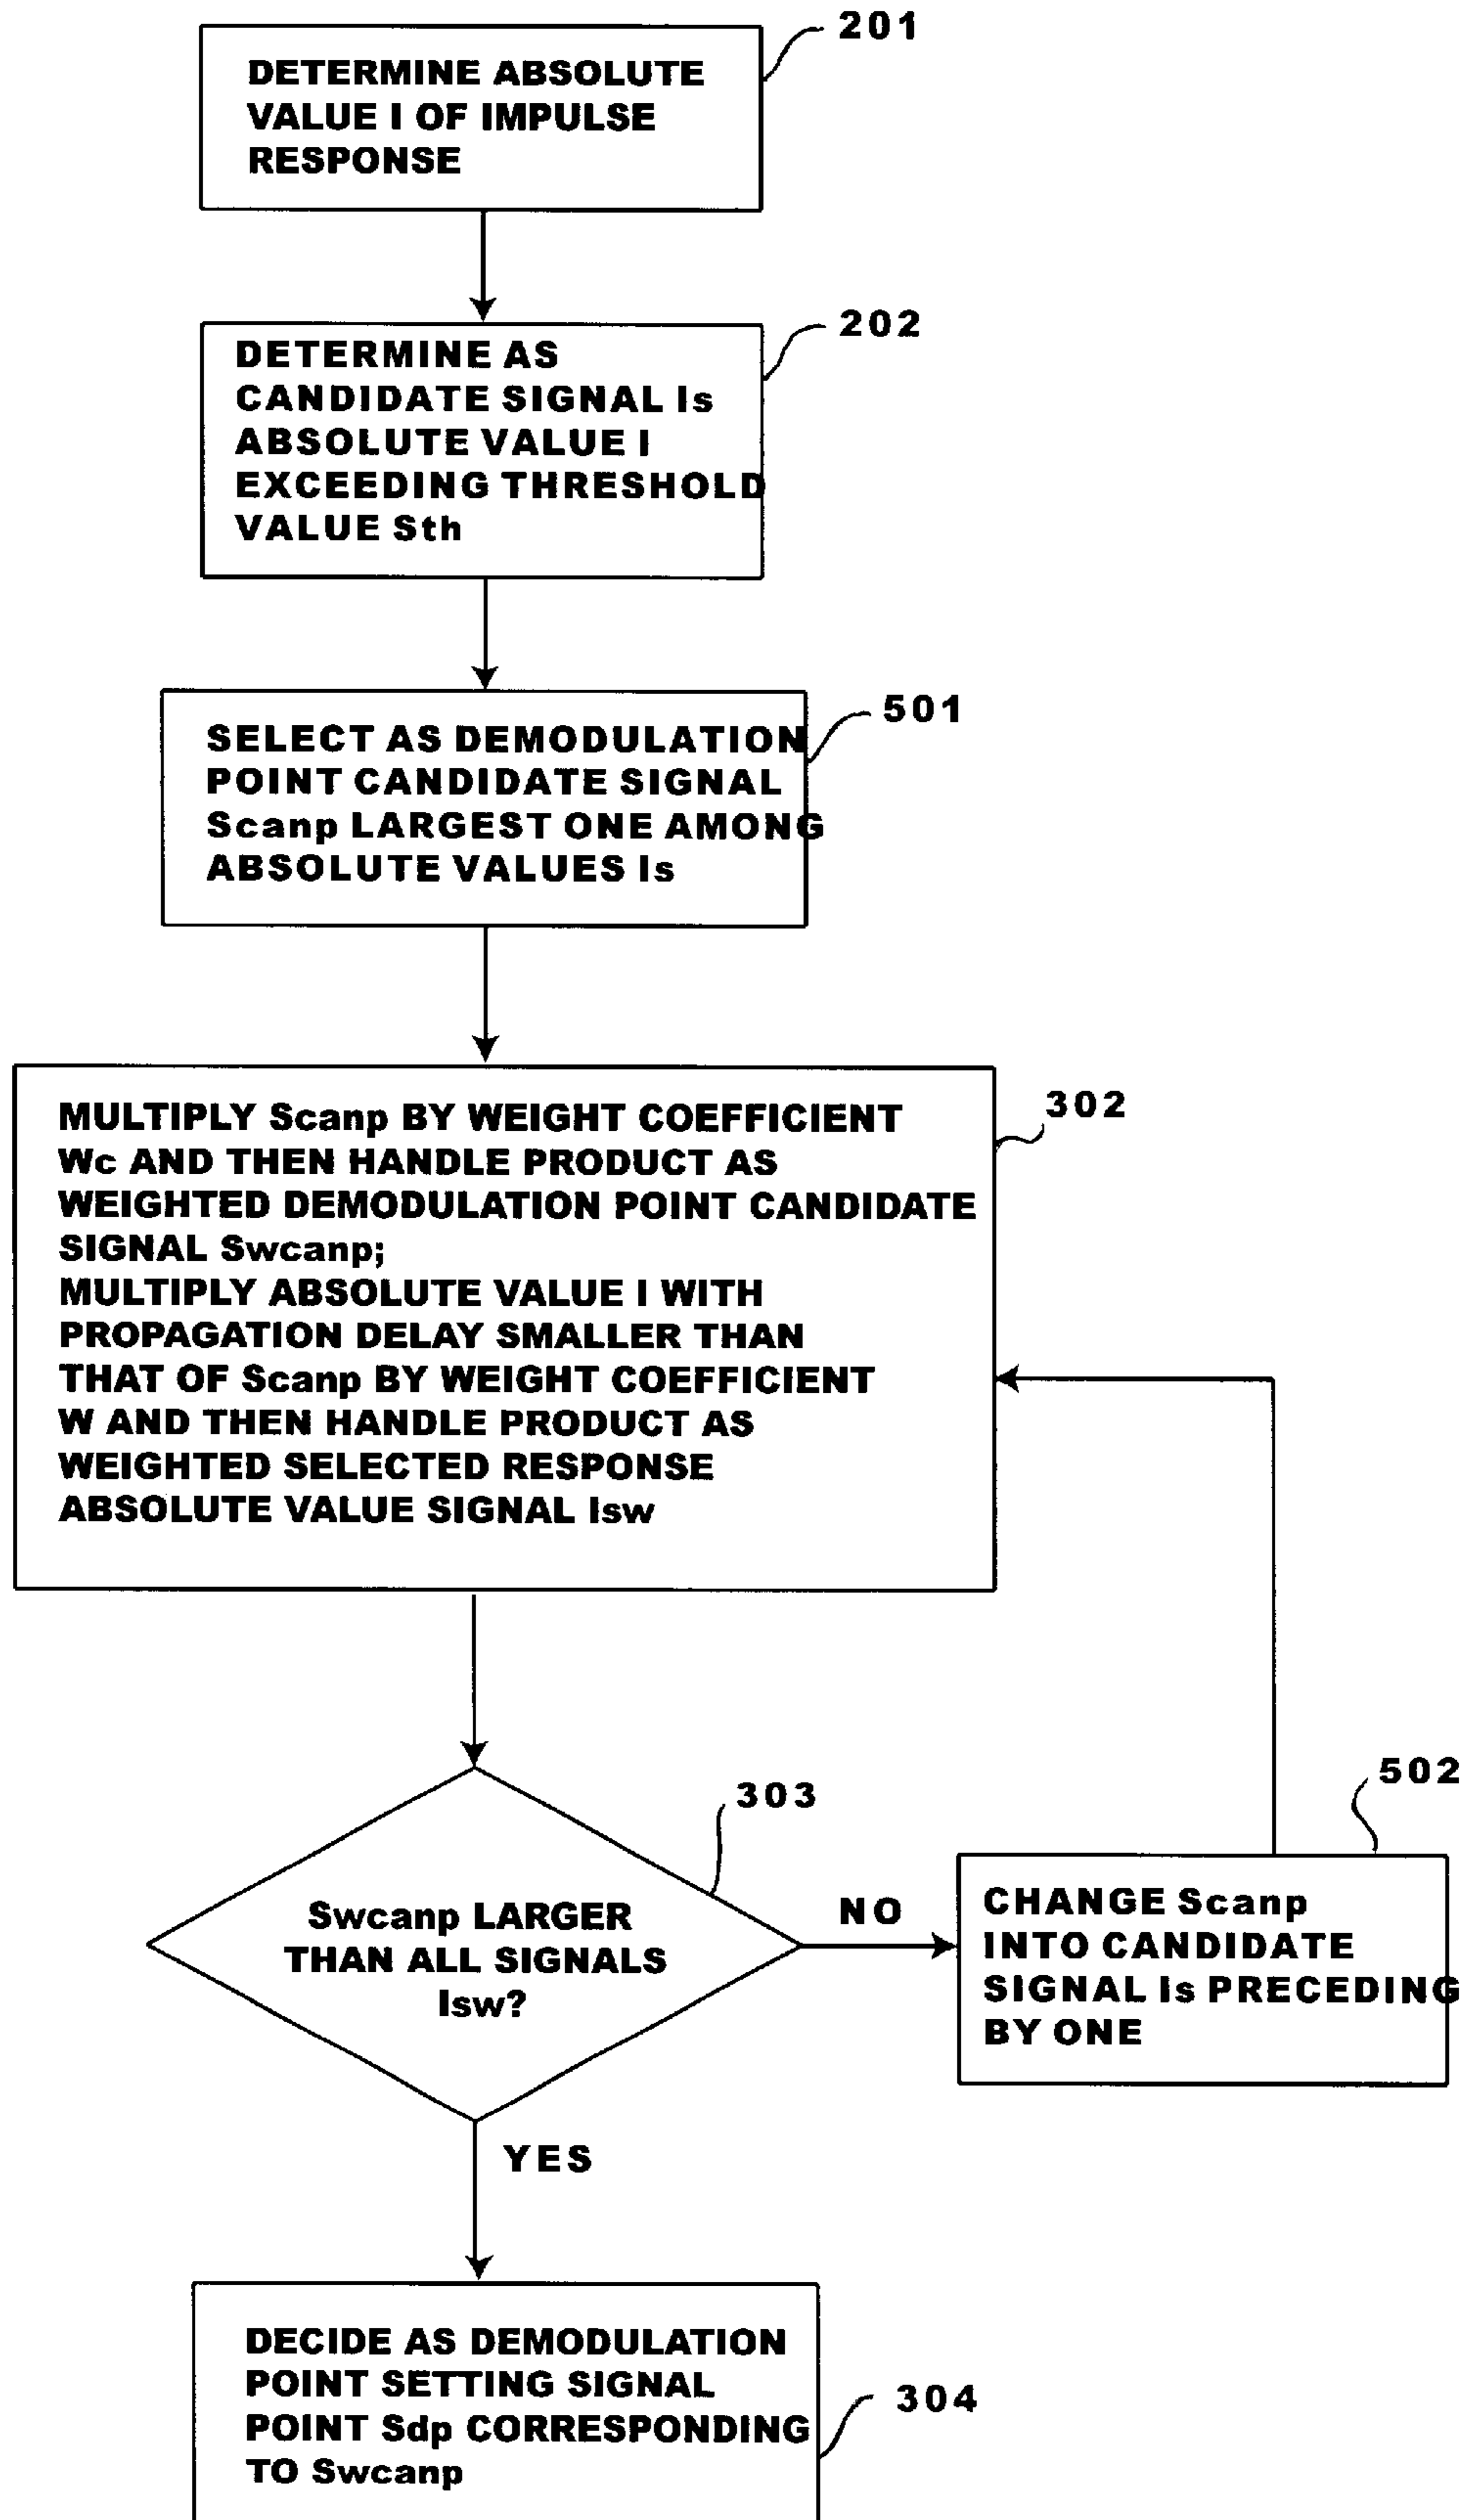 201
DETERMINE ABSOLUTE
VALUE I OF IMPULSE
RESPONSE
202
DETERMINE AS
CANDIDATE SIGNAL Is
ABSOLUTE VALUE I
EXCEEDING THRESHOLD
VALUE Sth
501
SELECT AS DEMODULATION
POINT CANDIDATE SIGNAL
Scanp LARGEST ONE AMONG
ABSOLUTE VALUES Is
302
MULTIPLY Scanp BY WEIGHT COEFFICIENT
Wc AND THEN HANDLE PRODUCT AS
WEIGHTED DEMODULATION POINT CANDIDATE
SIGNAL Swcanp;
MULTIPLY ABSOLUTE VALUE I WITH
PROPAGATION DELAY SMALLER THAN
THAT OF Scanp BY WEIGHT COEFFICIENT
W AND THEN HANDLE PRODUCT AS
WEIGHTED SELECTED RESPONSE
ABSOLUTE VALUE SIGNAL Isw
303
Swcanp LARGER
THAN ALL SIGNALS
Isw?
NO
502
CHANGE Scanp
INTO CANDIDATE
SIGNAL Is PRECEDING
BY ONE
YES
304
DECIDE AS DEMODULATION
POINT SETTING SIGNAL
POINT Sdp CORRESPONDING
TO Swcanp